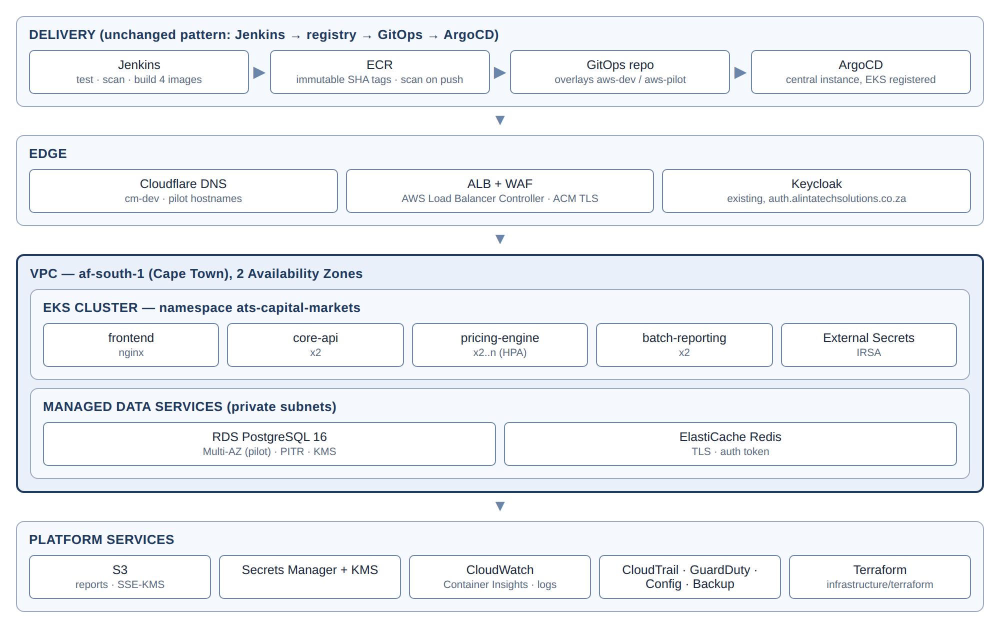 DELIVERY (unchanged pattern: Jenkins → registry → GitOps → ArgoCD)
Jenkins
test · scan · build 4 images
ECR
immutable SHA tags · scan on push
GitOps repo
overlays aws-dev / aws-pilot
ArgoCD
central instance, EKS registered
EDGE
Cloudflare DNS
cm-dev · pilot hostnames
ALB + WAF
AWS Load Balancer Controller · ACM TLS
Keycloak
existing, auth.alintatechsolutions.co.za
VPC — af-south-1 (Cape Town), 2 Availability Zones
EKS CLUSTER — namespace ats-capital-markets
frontend
nginx
core-api
x2
pricing-engine
x2..n (HPA)
batch-reporting
x2
External Secrets
IRSA
MANAGED DATA SERVICES (private subnets)
RDS PostgreSQL 16
Multi-AZ (pilot) · PITR · KMS
ElastiCache Redis
TLS · auth token
PLATFORM SERVICES
S3
reports · SSE-KMS
Secrets Manager + KMS
CloudWatch
Container Insights · logs
CloudTrail · GuardDuty ·
Config · Backup
Terraform
infrastructure/terraform